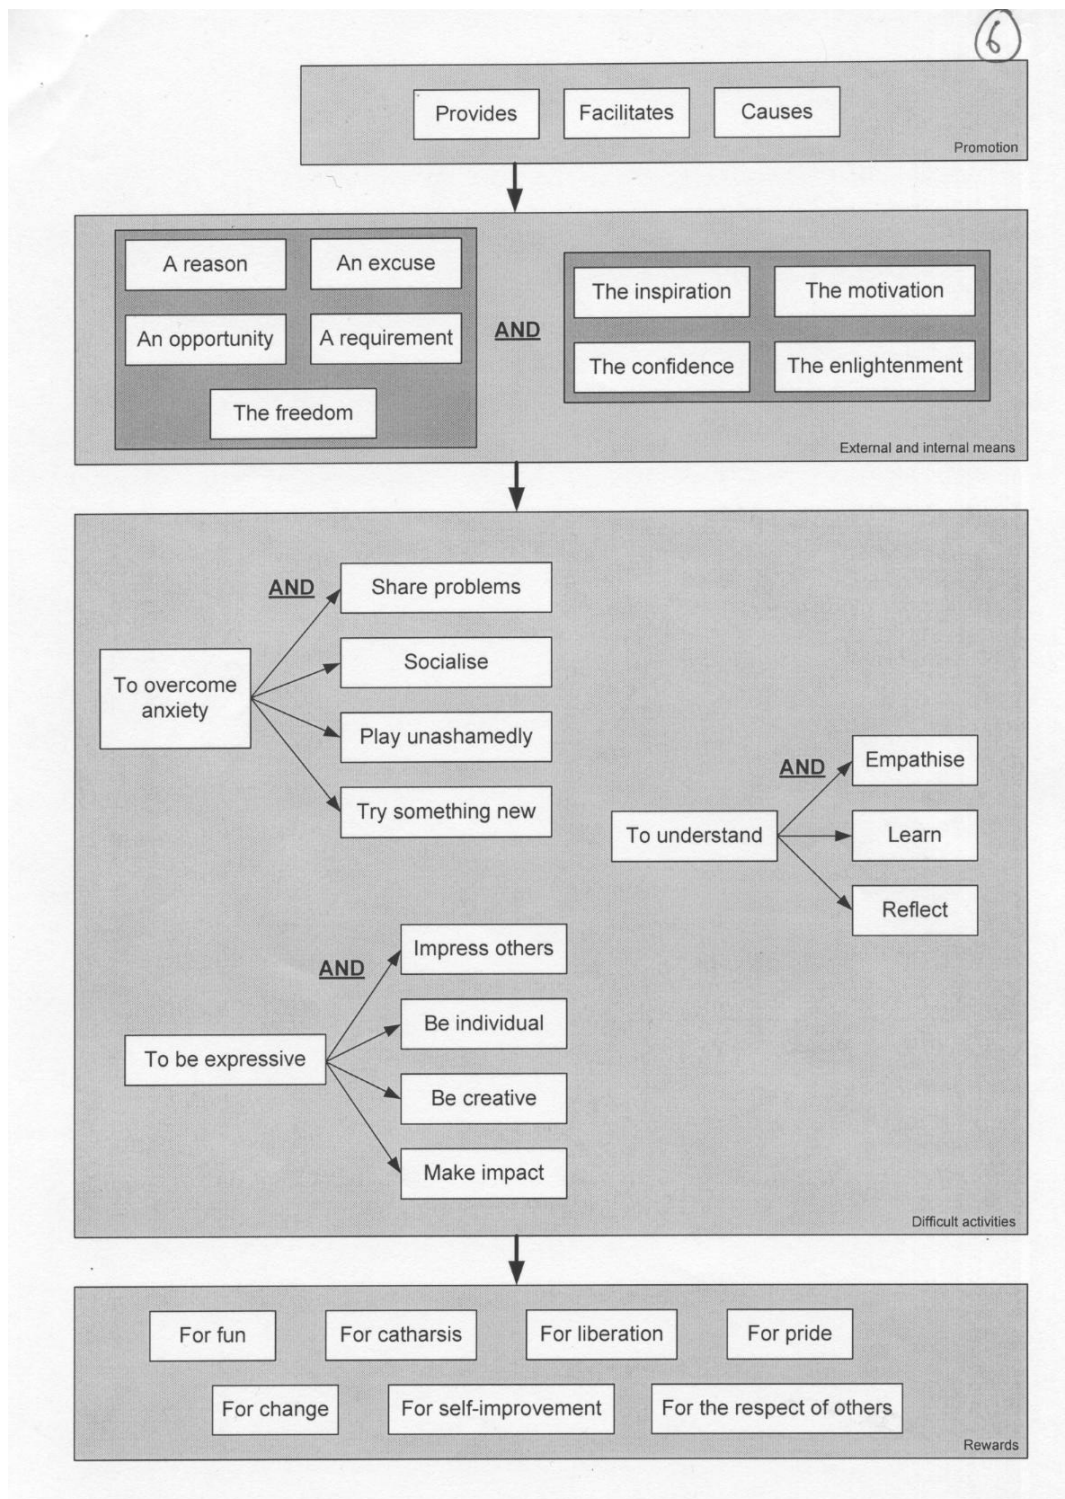 6
Provides
Facilitates
Causes
Promotion
A reason
An excuse
An opportunity
A requirement
The freedom
AND
The inspiration
The motivation
The confidence
The enlightenment
External and internal means
To overcome
anxiety
AND
Share problems
Socialise
Play unashamedly
Try something new
To understand
AND
Empathise
Learn
Reflect
To be expressive
AND
Impress others
Be individual
Be creative
Make impact
Difficult activities
For fun
For catharsis
For liberation
For pride
For change
For self-improvement
For the respect of others
Rewards